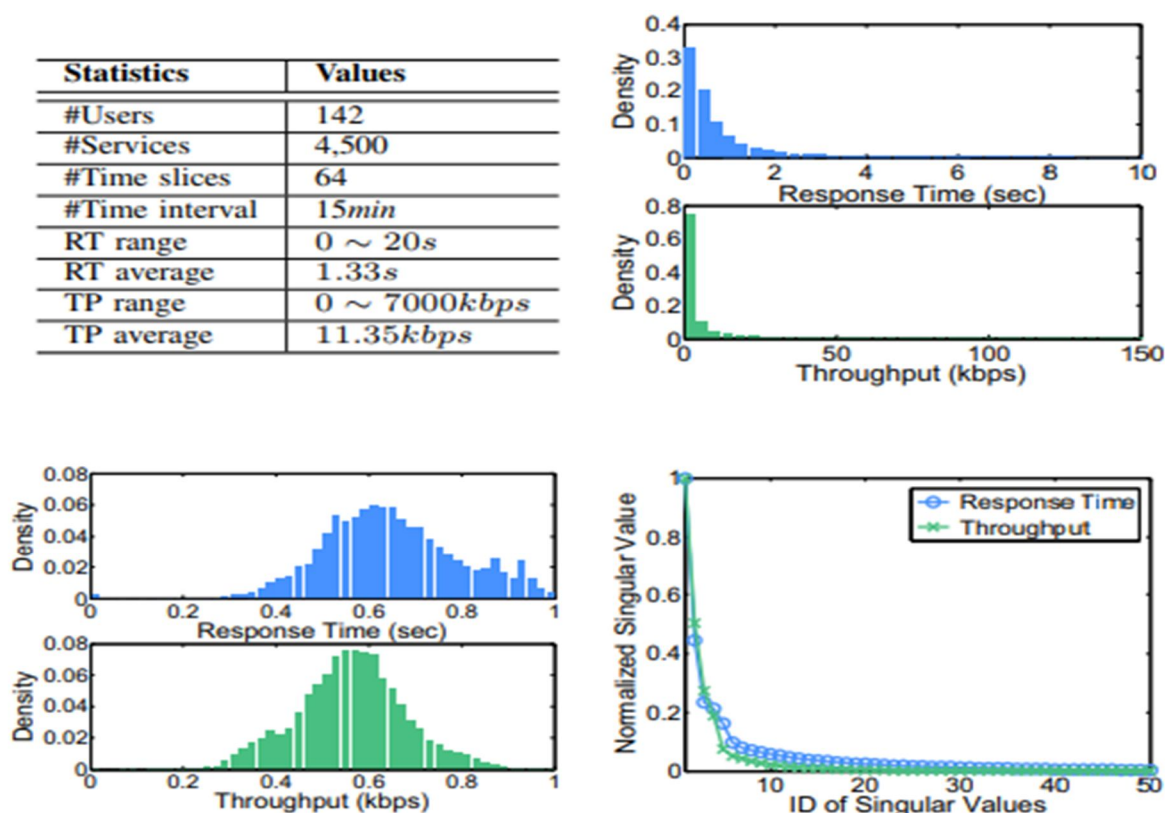 Statistics Values
#Users 142
#Services 4,500
#Time slices 64
#Time interval 15min
RT range 0 ∼ 20s
RT average 1.33s
TP range 0 ∼ 7000kbps
TP average 11.35kbps
0.4
0.3
0.2
0.1
0
Density
0 2 4 6 8 10
Response Time (sec)
0.8
0.6
0.4
0.2
0
Density
0 50 100 150
Throughput (kbps)
0.08
0.06
0.04
0.02
0
Density
0 0.2 0.4 0.6 0.8 1
Response Time (sec)
0.08
0.06
0.04
0.02
0
Density
0 0.2 0.4 0.6 0.8 1
Throughput (kbps)
1
0.8
0.6
0.4
0.2
0
Normalized Singular Value
Response Time
Throughput
10 20 30 40 50
ID of Singular Values